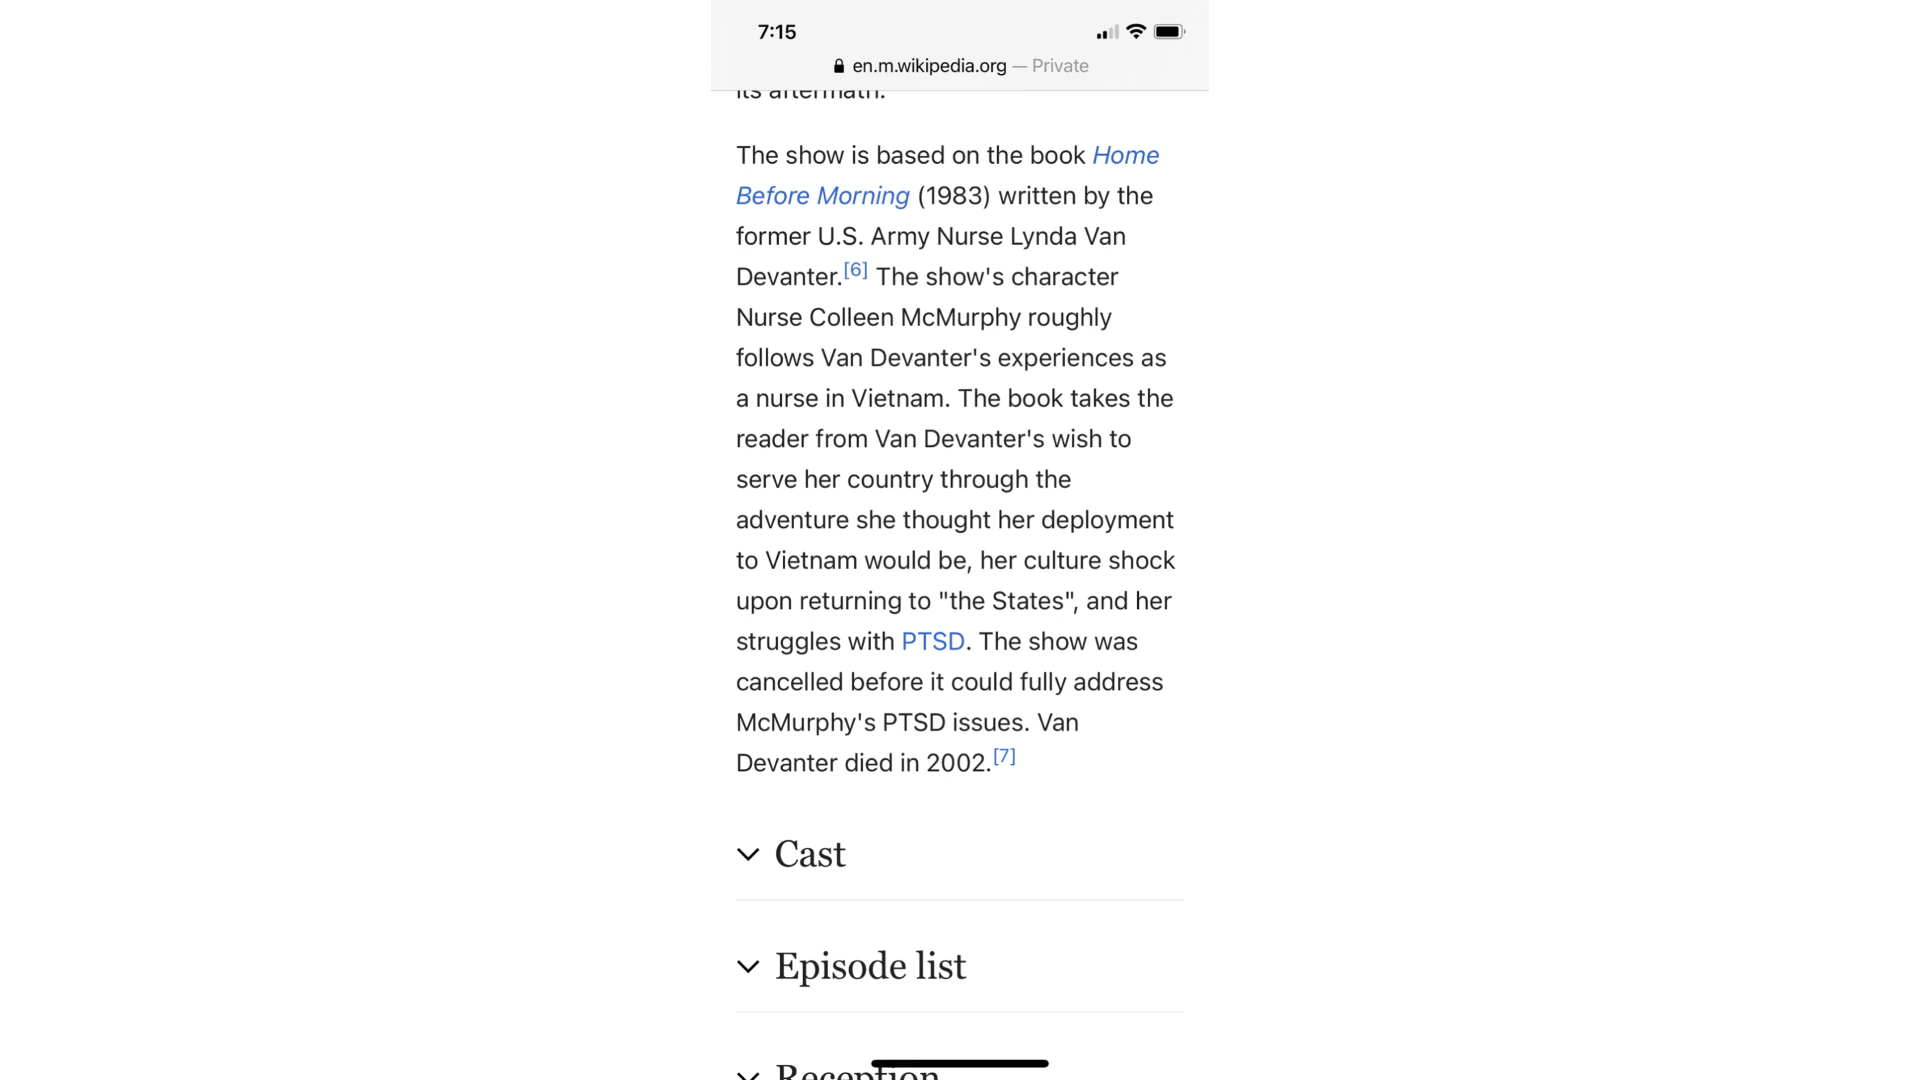 7:15
en.m.wikipedia.org — Private
its aftermath.
The show is based on the book Home
Before Morning (1983) written by the
former U.S. Army Nurse Lynda Van
Devanter.[6] The show's character
Nurse Colleen McMurphy roughly
follows Van Devanter's experiences as
a nurse in Vietnam. The book takes the
reader from Van Devanter's wish to
serve her country through the
adventure she thought her deployment
to Vietnam would be, her culture shock
upon returning to "the States", and her
struggles with PTSD. The show was
cancelled before it could fully address
McMurphy's PTSD issues. Van
Devanter died in 2002.[7]
Cast
Episode list
Reception